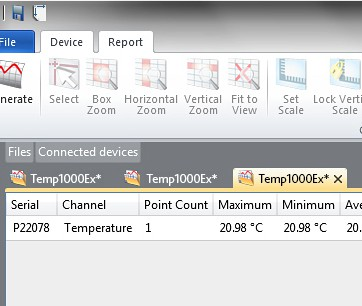 File Device Report
nerate Select Box Zoom Horizontal Zoom Vertical Zoom Fit to View Set Scale Lock Verti Scale
Files Connected devices
Temp1000Ex* Temp1000Ex* Temp1000Ex* ×
Serial Channel Point Count Maximum Minimum Ave
P22078 Temperature 1 20.98 °C 20.98 °C 20.